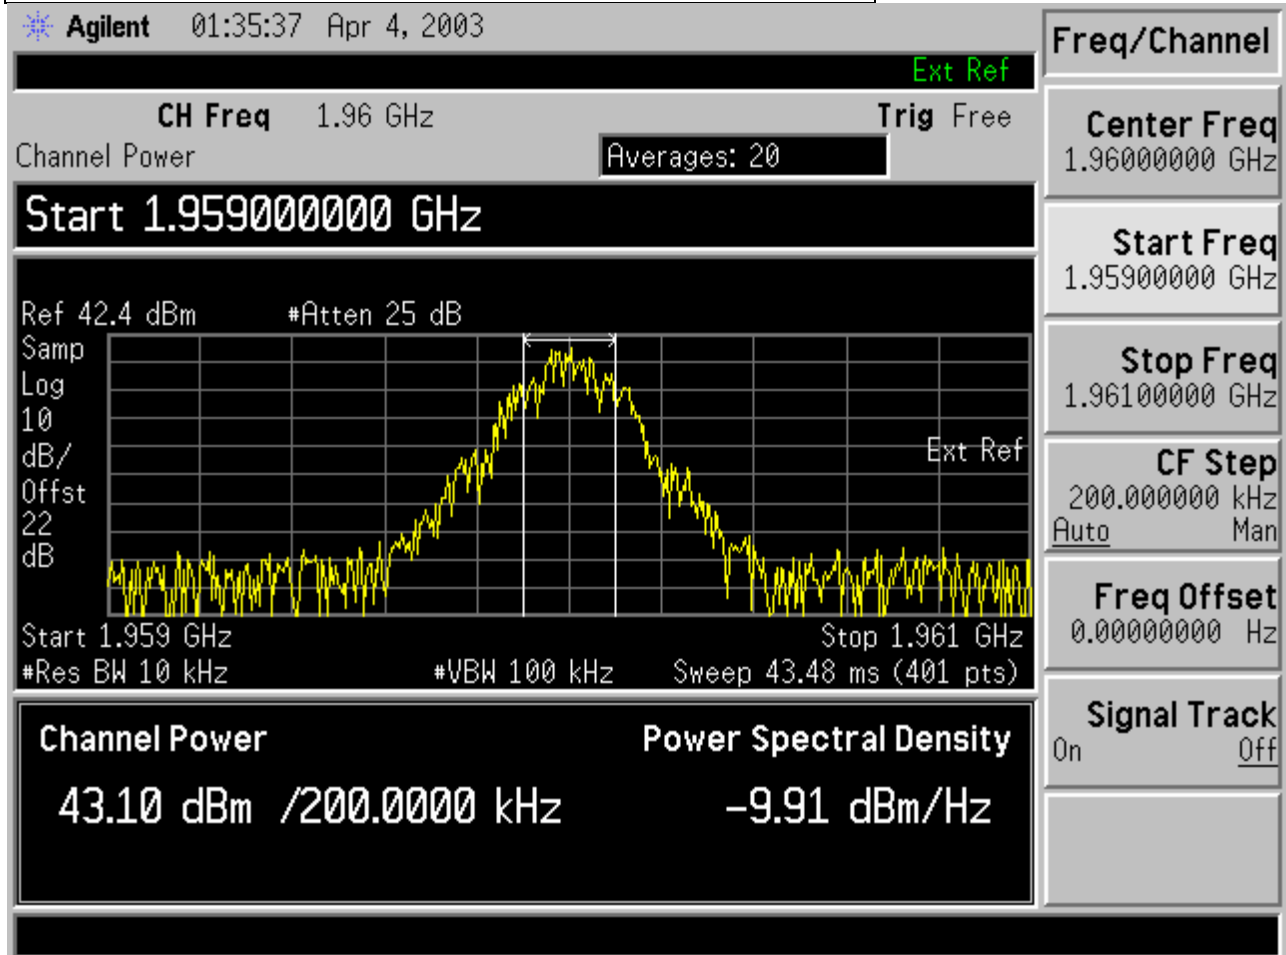 Agilent 01:35:37 Apr 4, 2003
Freq/Channel
Ext Ref
CH Freq 1.96 GHz
Trig Free
Channel Power
Averages: 20
Start 1.959000000 GHz
Ref 42.4 dBm #Atten 25 dB
Samp
Log
10
dB/
Offst
22
dB
Ext Ref
Start 1.959 GHz Stop 1.961 GHz
#Res BW 10 kHz #VBW 100 kHz Sweep 43.48 ms (401 pts)
Channel Power Power Spectral Density
43.10 dBm /200.0000 kHz -9.91 dBm/Hz
Center Freq
1.96000000 GHz
Start Freq
1.95900000 GHz
Stop Freq
1.96100000 GHz
CF Step
200.000000 kHz
Auto Man
Freq Offset
0.00000000 Hz
Signal Track
On Off